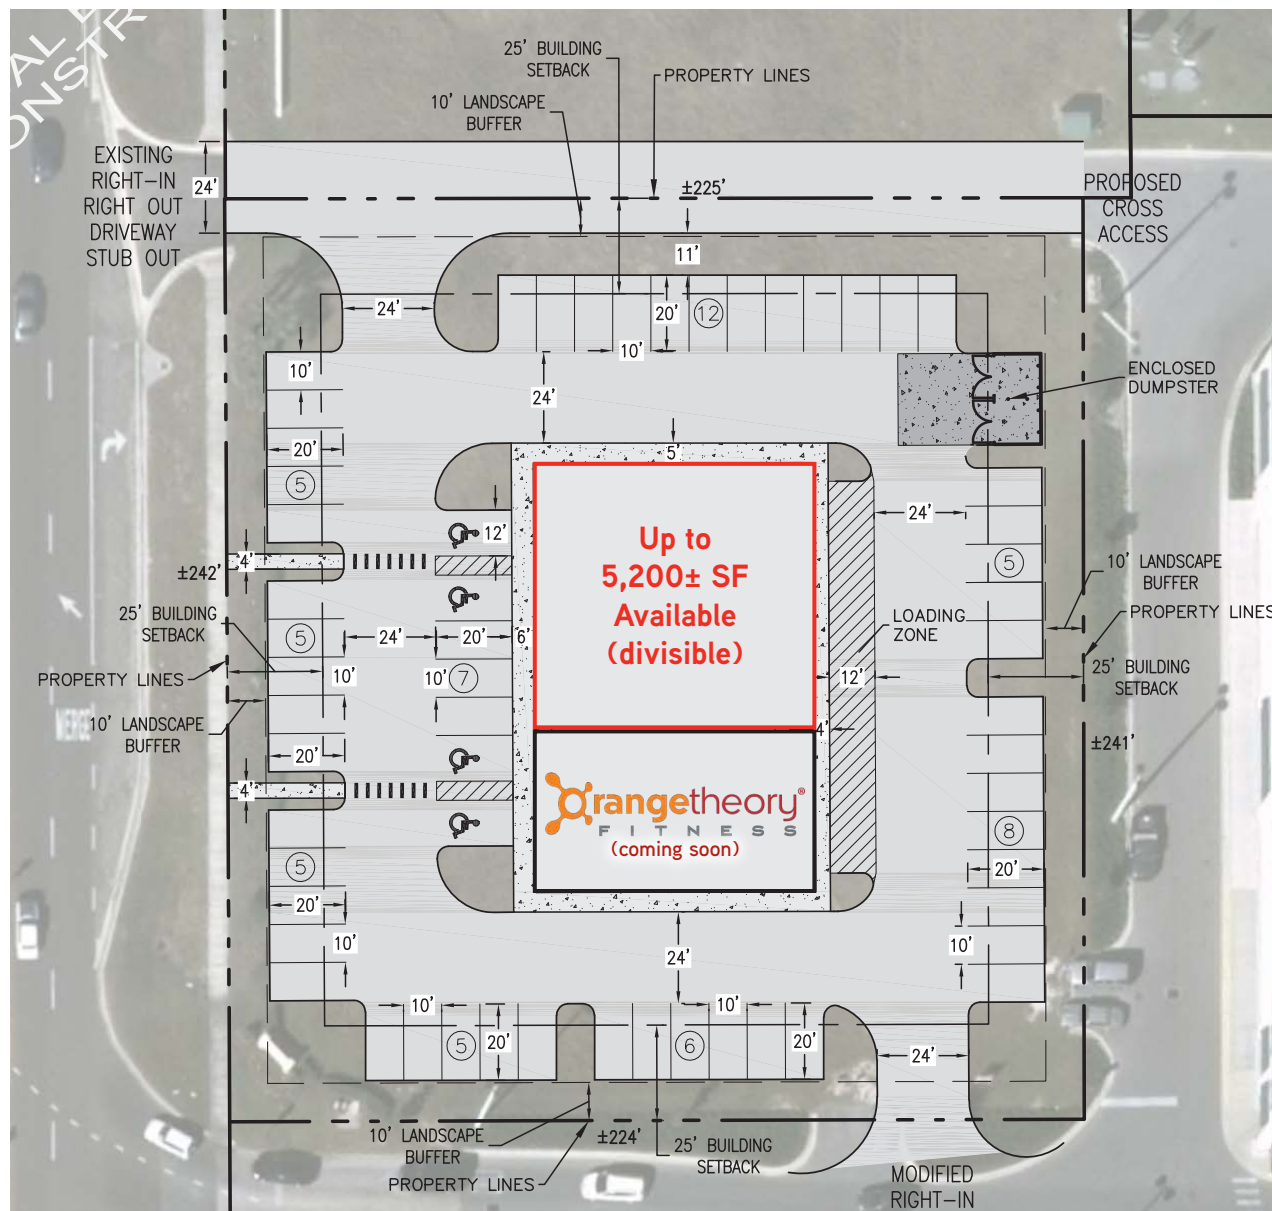 25' BUILDING
SETBACK
PROPERTY LINES
10' LANDSCAPE
BUFFER
EXISTING
RIGHT-IN
RIGHT OUT
DRIVEWAY
STUB OUT
24'
±225'
PROPOSED
CROSS
ACCESS
11'
24'
20'
12
10'
10'
24'
ENCLOSED
DUMPSTER
20'
5'
5
12'
24'
Up to
5,200± SF
Available
(divisible)
4'
±242'
5
10' LANDSCAPE
BUFFER
25' BUILDING
SETBACK
5
24'
20'
6'
LOADING
ZONE
PROPERTY LINES
PROPERTY LINES
10'
10'
7
12'
25' BUILDING
SETBACK
10' LANDSCAPE
BUFFER
MERGE
4'
±241'
20'
4'
Orangetheory®
FITNESS
(coming soon)
8
5
20'
20'
10'
24'
10'
10'
10'
5
20'
6
20'
24'
10' LANDSCAPE
BUFFER
±224'
25' BUILDING
SETBACK
PROPERTY LINES
MODIFIED
RIGHT-IN